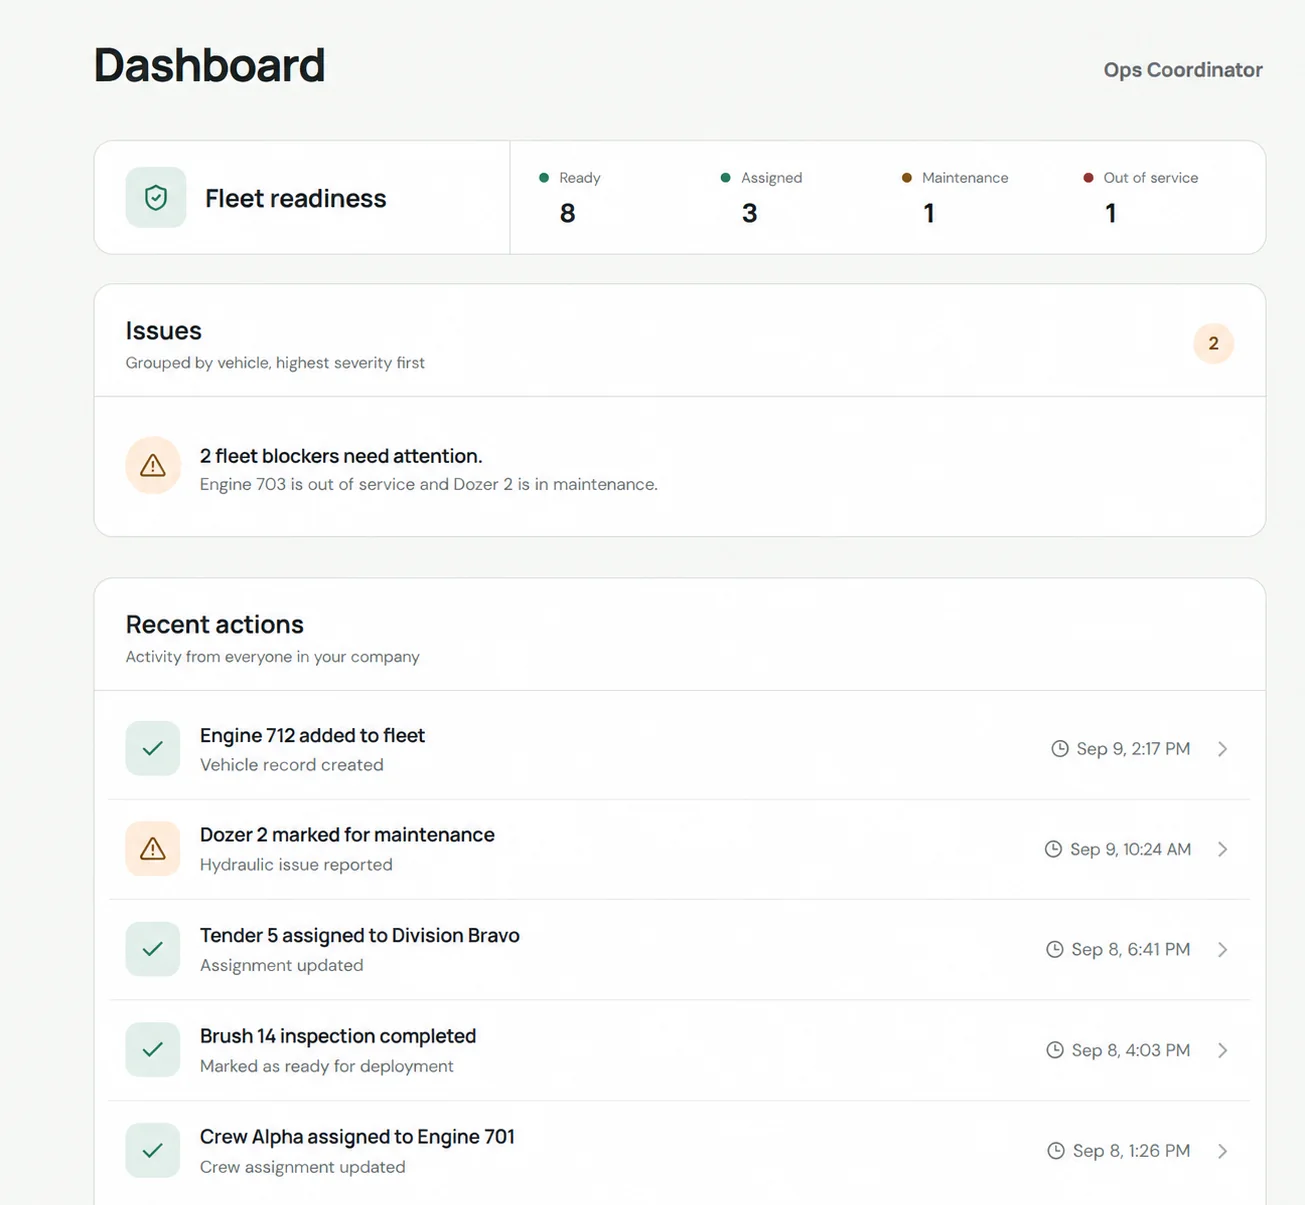 Dashboard
Ops Coordinator
Fleet readiness
Ready
8
Assigned
3
Maintenance
1
Out of service
1
Issues
Grouped by vehicle, highest severity first
2
2 fleet blockers need attention.
Engine 703 is out of service and Dozer 2 is in maintenance.
Recent actions
Activity from everyone in your company
Engine 712 added to fleet
Vehicle record created
Sep 9, 2:17 PM
Dozer 2 marked for maintenance
Hydraulic issue reported
Sep 9, 10:24 AM
Tender 5 assigned to Division Bravo
Assignment updated
Sep 8, 6:41 PM
Brush 14 inspection completed
Marked as ready for deployment
Sep 8, 4:03 PM
Crew Alpha assigned to Engine 701
Crew assignment updated
Sep 8, 1:26 PM